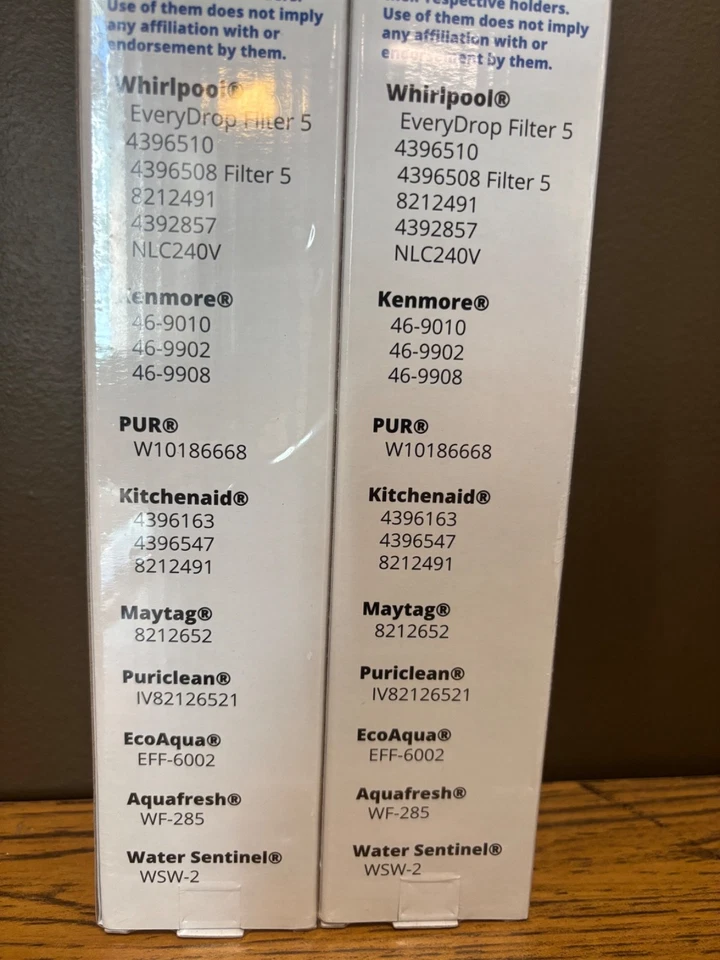 Use of them does not imply
any affiliation with or
endorsement by them.
Whirlpool®
EveryDrop Filter 5
4396510
4396508 Filter 5
8212491
4392857
NLC240V
Kenmore®
46-9010
46-9902
46-9908
PUR®
W10186668
Kitchenaid®
4396163
4396547
8212491
Maytag®
8212652
Puriclean®
IV82126521
EcoAqua®
EFF-6002
Aquafresh®
WF-285
Water Sentinel®
WSW-2
respective holders.
Use of them does not imply
any affiliation with or
endorsement by them.
Whirlpool®
EveryDrop Filter 5
4396510
4396508 Filter 5
8212491
4392857
NLC240V
Kenmore®
46-9010
46-9902
46-9908
PUR®
W10186668
Kitchenaid®
4396163
4396547
8212491
Maytag®
8212652
Puriclean®
IV82126521
EcoAqua®
EFF-6002
Aquafresh®
WF-285
Water Sentinel®
WSW-2